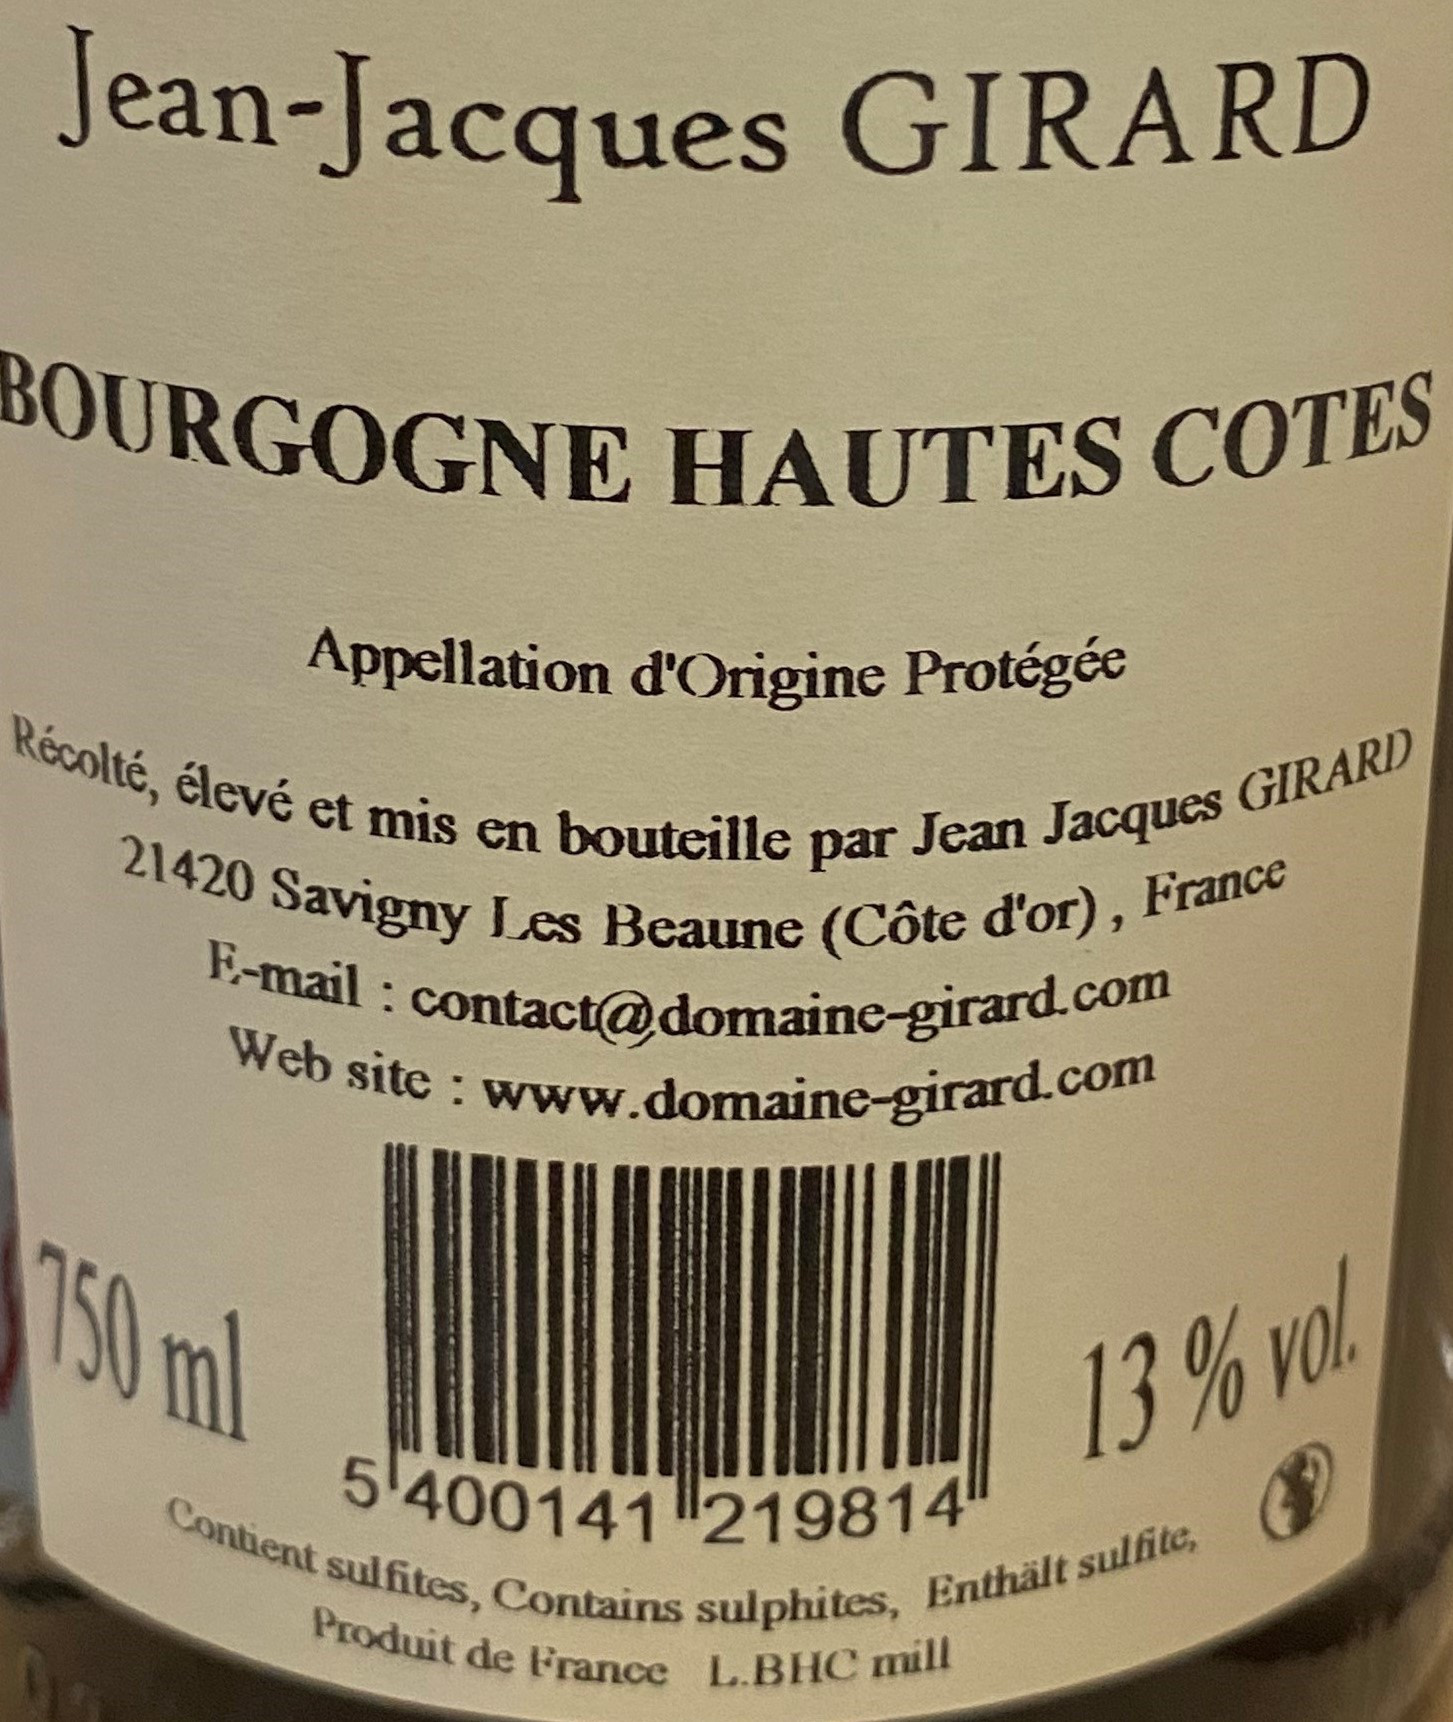 Jean-Jacques GIRARD
BOURGOGNE HAUTES COTES
Appellation d'Origine Protégée
Récolté, élevé et mis en bouteille par Jean Jacques GIRARD
21420 Savigny Les Beaune (Côte d'or) , France
E-mail : contact@domaine-girard.com
Web site : www.domaine-girard.com
750 ml
13 % vol.
5 400141 219814
Contient sulfites, Contains sulphites, Enthält sulfite,
Produit de France L.BHC mill